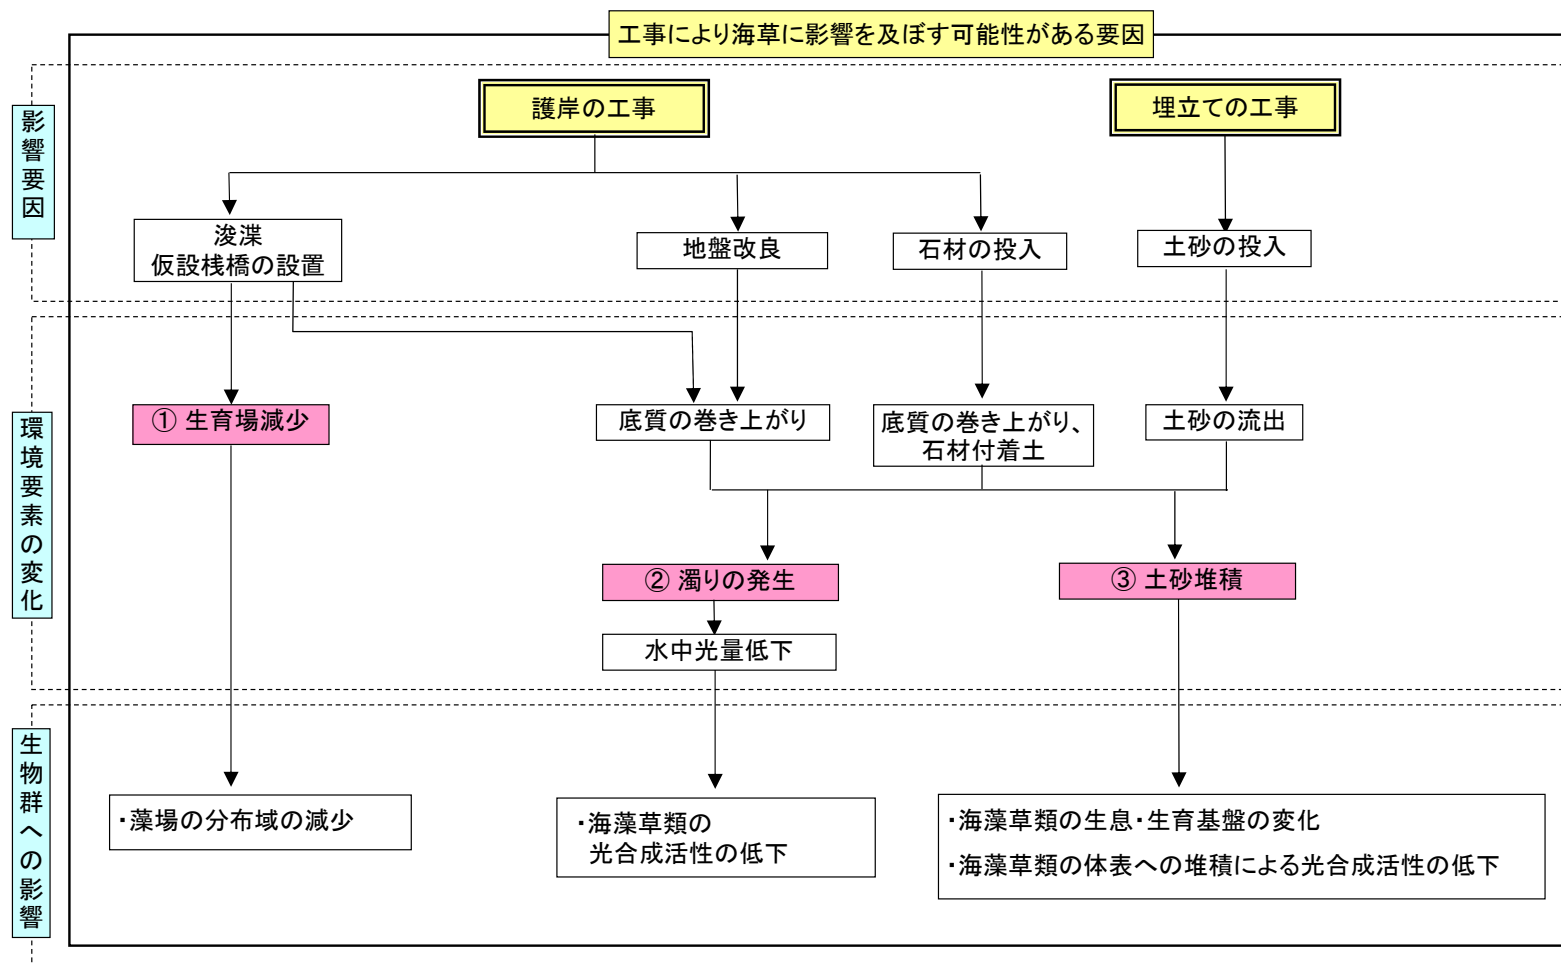 工事により海草に影響を及ぼす可能性がある要因
影響要因
護岸の工事
埋立ての工事
浚渫
仮設桟橋の設置
地盤改良
石材の投入
土砂の投入
環境要素の変化
① 生育場減少
底質の巻き上がり
底質の巻き上がり、
石材付着土
土砂の流出
② 濁りの発生
③ 土砂堆積
水中光量低下
生物群への影響
・藻場の分布域の減少
・海藻草類の
光合成活性の低下
・海藻草類の生息・生育基盤の変化
・海藻草類の体表への堆積による光合成活性の低下